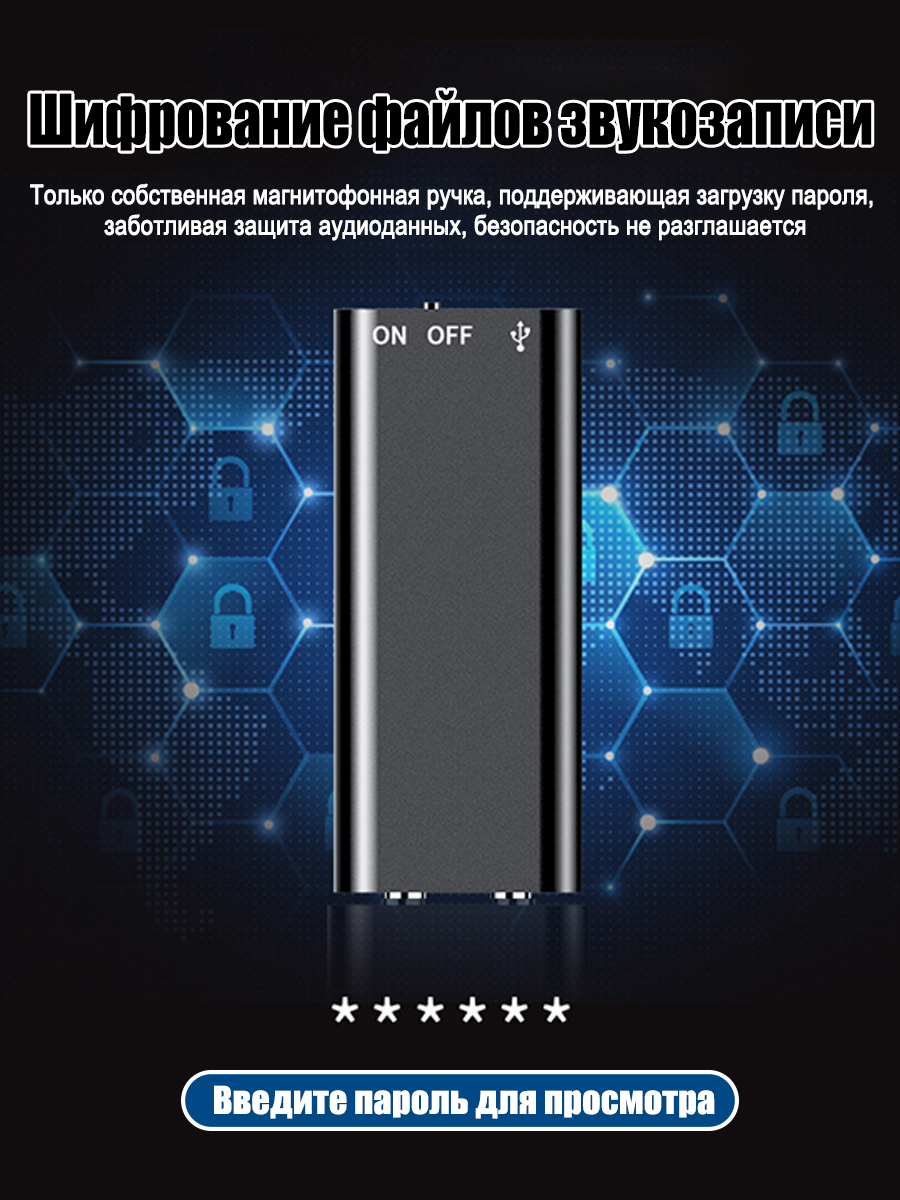 Шифрование файлов звукозаписи
Только собственная магнитофонная ручка, поддерживающая загрузку пароля,
заботливая защита аудиоданных, безопасность не разглашается
ON OFF
******
Введите пароль для просмотра